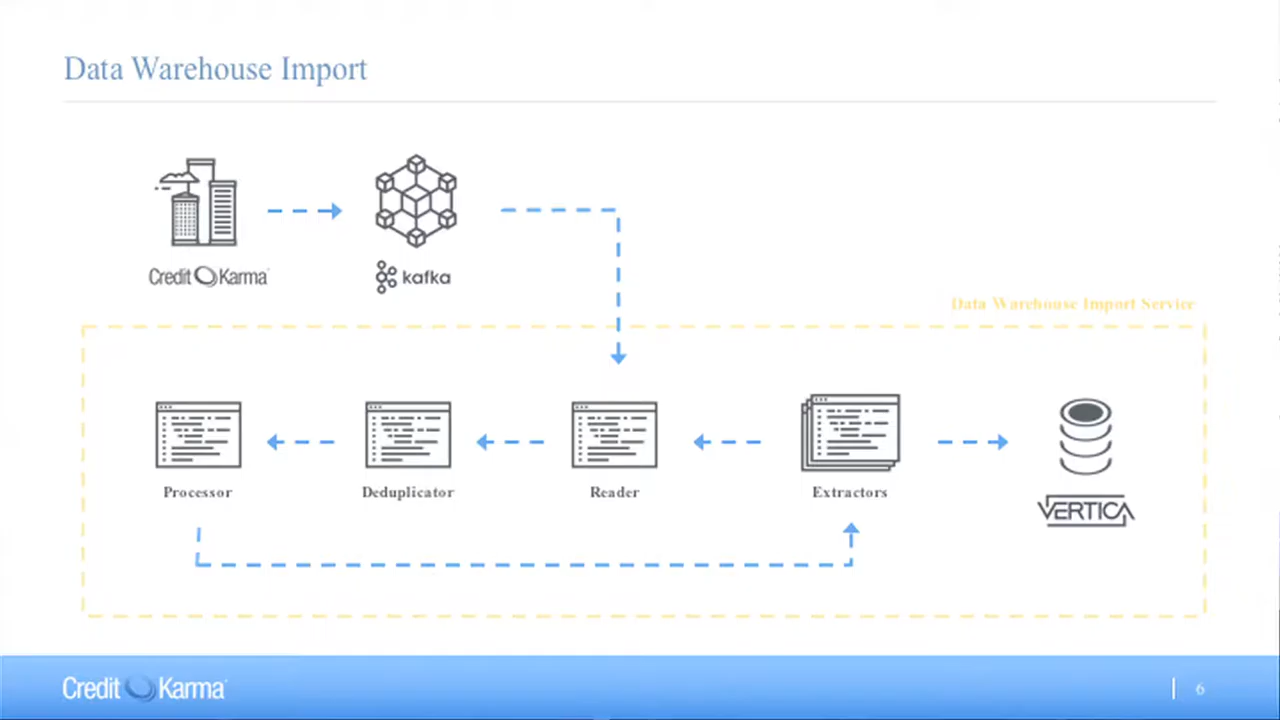 Data Warehouse Import
Credit Karma
kafka
Data Warehouse Import Service
Processor
Deduplicator
Reader
Extractors
VERTICA
Credit Karma
6